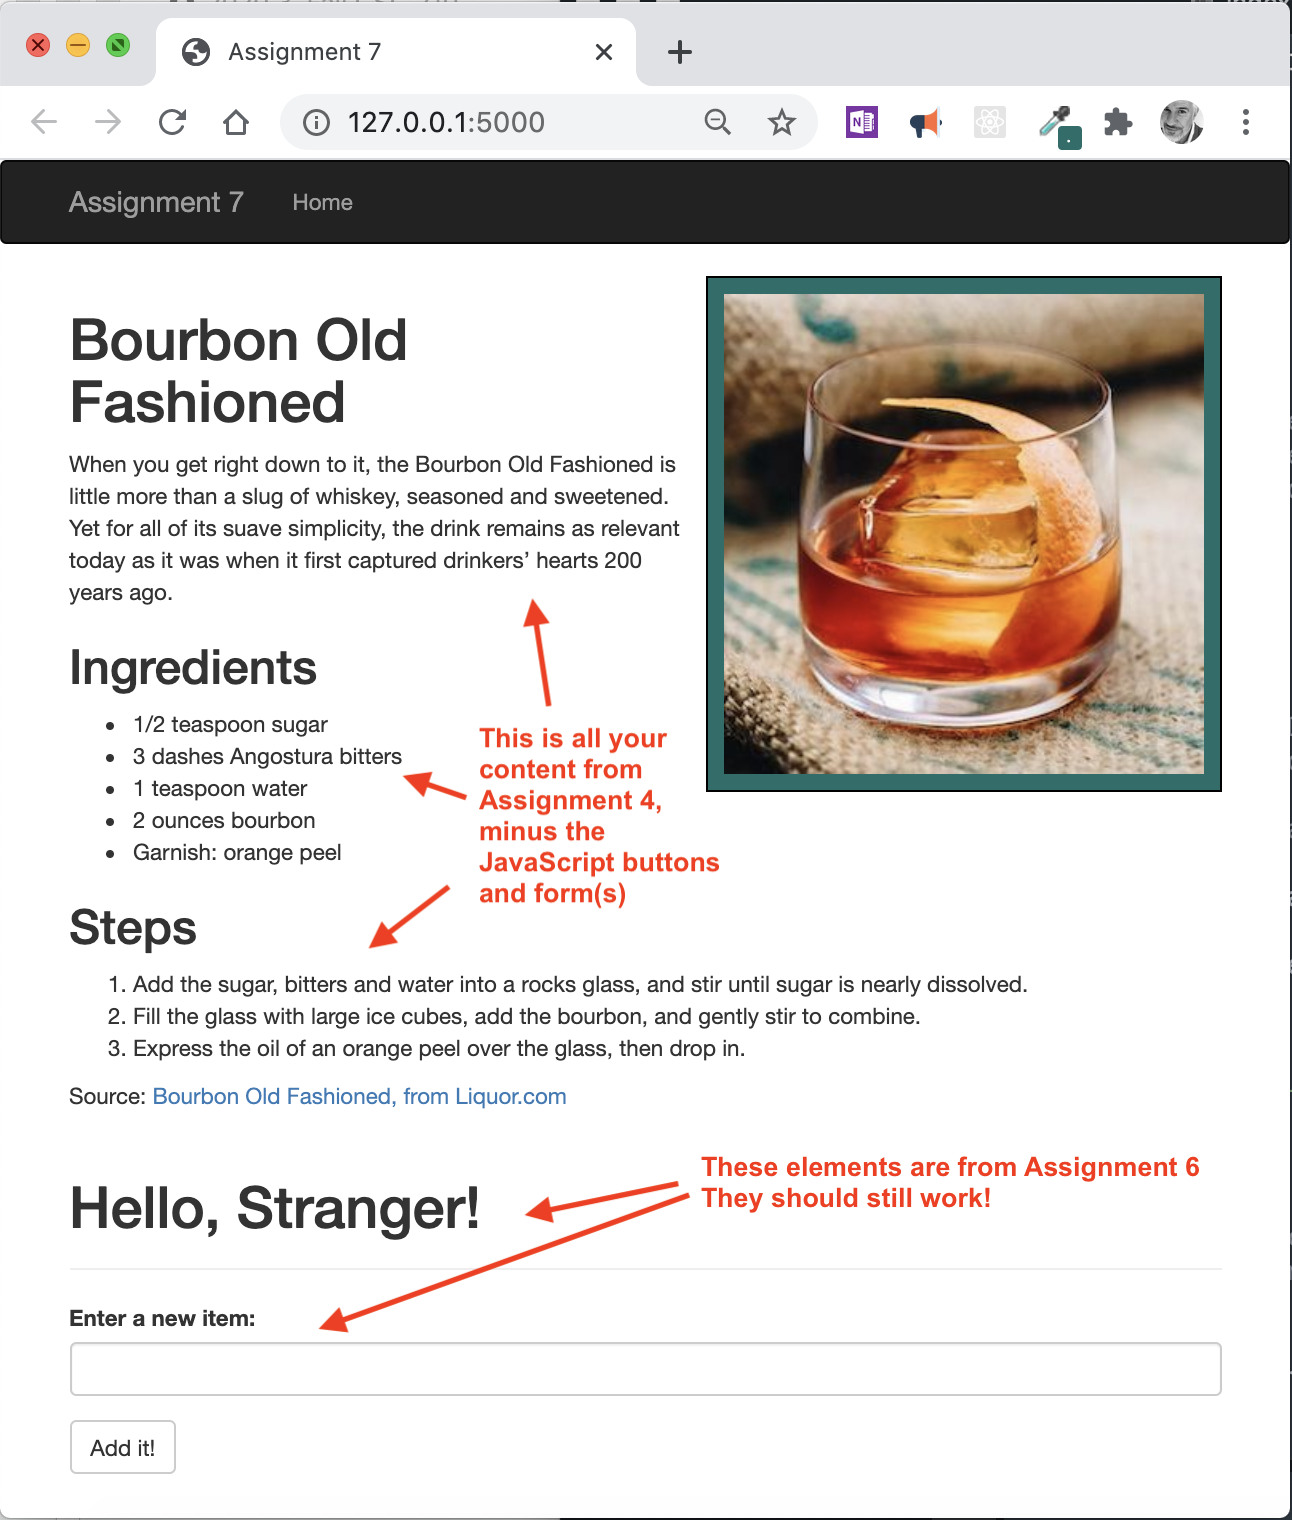 Assignment 7
127.0.0.1:5000
Assignment 7 Home
Bourbon Old
Fashioned
When you get right down to it, the Bourbon Old Fashioned is
little more than a slug of whiskey, seasoned and sweetened.
Yet for all of its suave simplicity, the drink remains as relevant
today as it was when it first captured drinkers’ hearts 200
years ago.
Ingredients
• 1/2 teaspoon sugar
• 3 dashes Angostura bitters
• 1 teaspoon water
• 2 ounces bourbon
• Garnish: orange peel
This is all your
content from
Assignment 4,
minus the
JavaScript buttons
and form(s)
Steps
1. Add the sugar, bitters and water into a rocks glass, and stir until sugar is nearly dissolved.
2. Fill the glass with large ice cubes, add the bourbon, and gently stir to combine.
3. Express the oil of an orange peel over the glass, then drop in.
Source: Bourbon Old Fashioned, from Liquor.com
These elements are from Assignment 6
They should still work!
Hello, Stranger!
Enter a new item:
Add it!